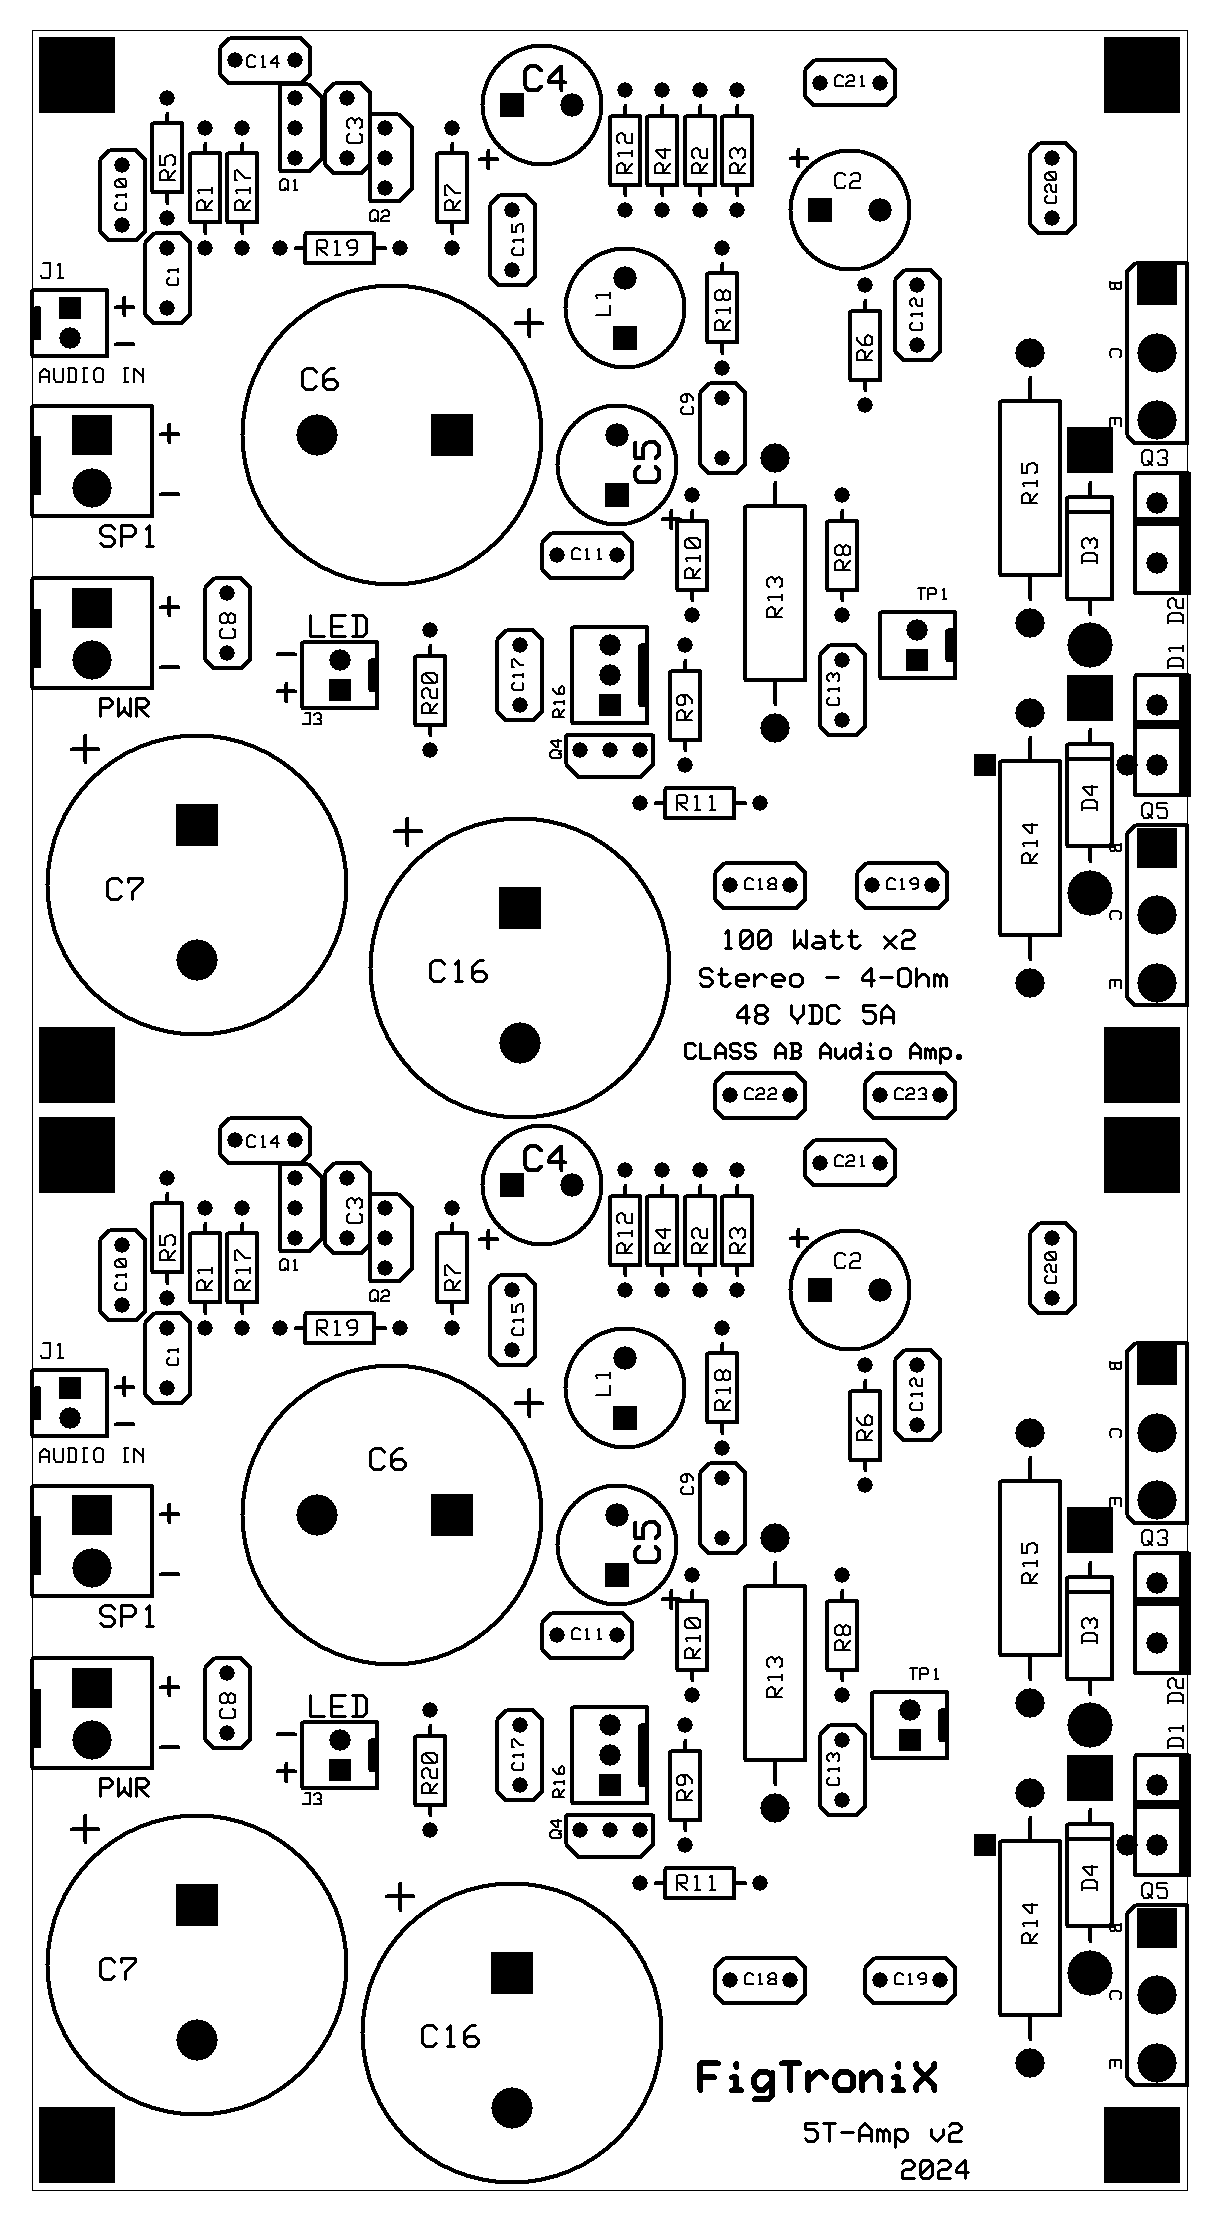 C14
C4
C21
C3
R5
R12
R4
R2
R3
C10
R1
R17
Q1
R7
+
+
C2
C20
Q2
C15
R19
J1
C1
+
-
AUDIO IN
+
L1
R18
R6
C12
B
C
E
C6
C9
+
-
SP1
C5
+
R15
Q3
C11
R10
R13
R8
D3
TP1
D2
D1
+
-
PWR
C8
LED
-
+
J3
R20
C17
R16
R9
C13
Q4
+
R11
D4
Q5
+
R14
B
C
E
C7
C16
C18
C19
100 Watt x2
Stereo - 4-Ohm
48 VDC 5A
CLASS AB Audio Amp.
C22
C23
C14
C4
C21
C3
R5
R12
R4
R2
R3
C10
R1
R17
Q1
R7
+
+
C2
C20
Q2
C15
R19
J1
C1
+
-
AUDIO IN
+
L1
R18
R6
C12
B
C
E
C6
C9
+
-
SP1
C5
+
R15
Q3
C11
R10
R13
R8
D3
TP1
D2
D1
+
-
PWR
C8
LED
-
+
J3
R20
C17
R16
R9
C13
Q4
+
R11
D4
Q5
+
R14
B
C
E
C7
C16
C18
C19
FigTroniX
5T-Amp v2
2024